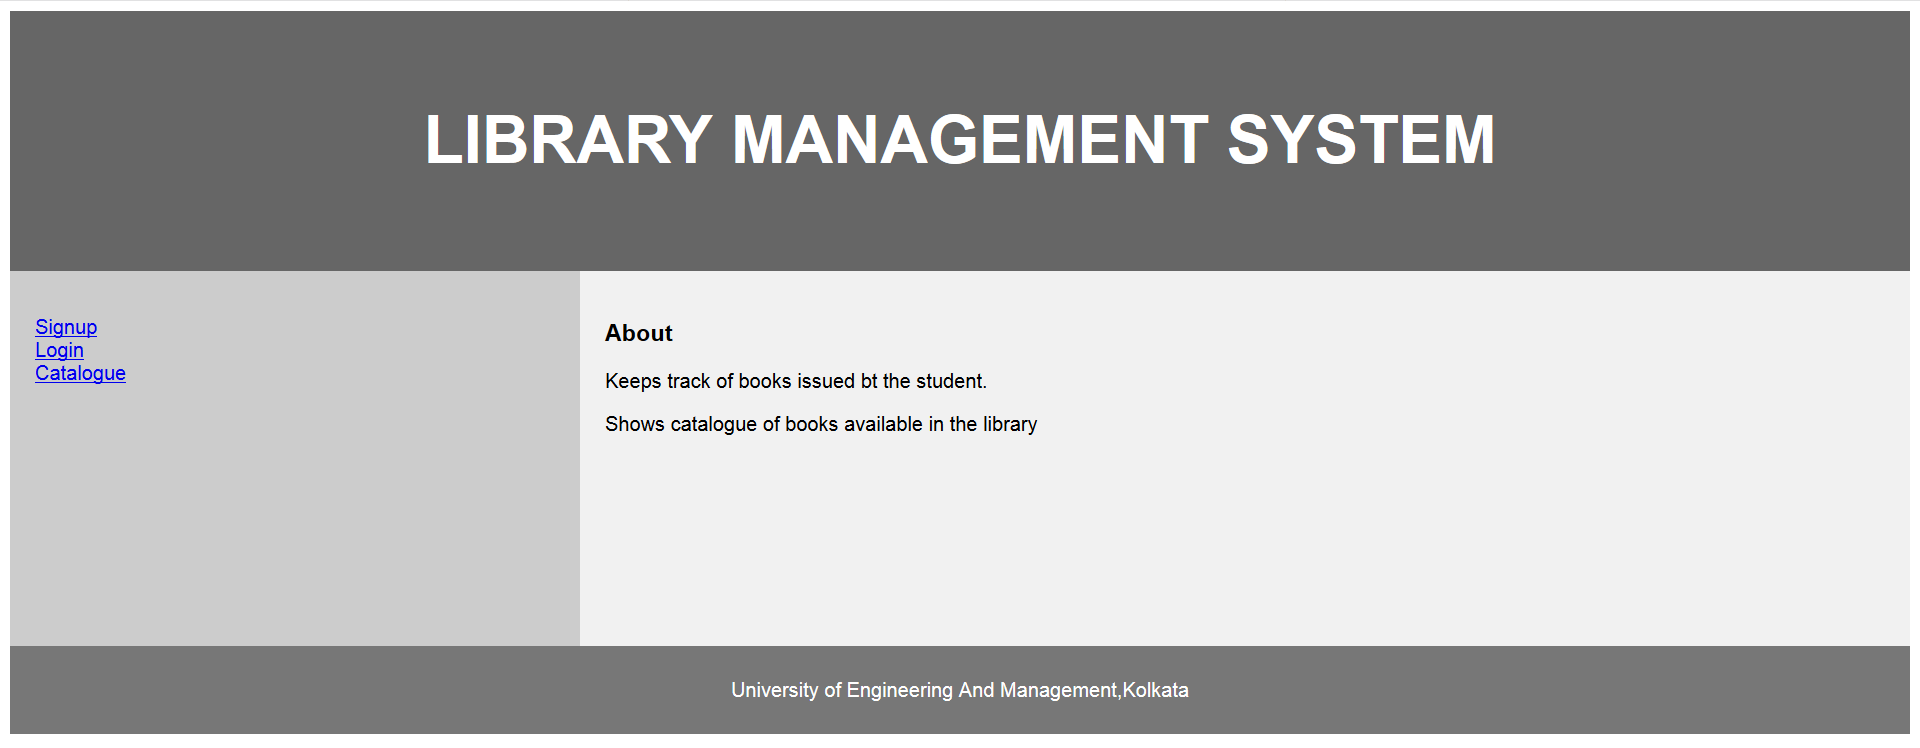 LIBRARY MANAGEMENT SYSTEM
Signup
Login
Catalogue
About
Keeps track of books issued bt the student.
Shows catalogue of books available in the library
University of Engineering And Management,Kolkata